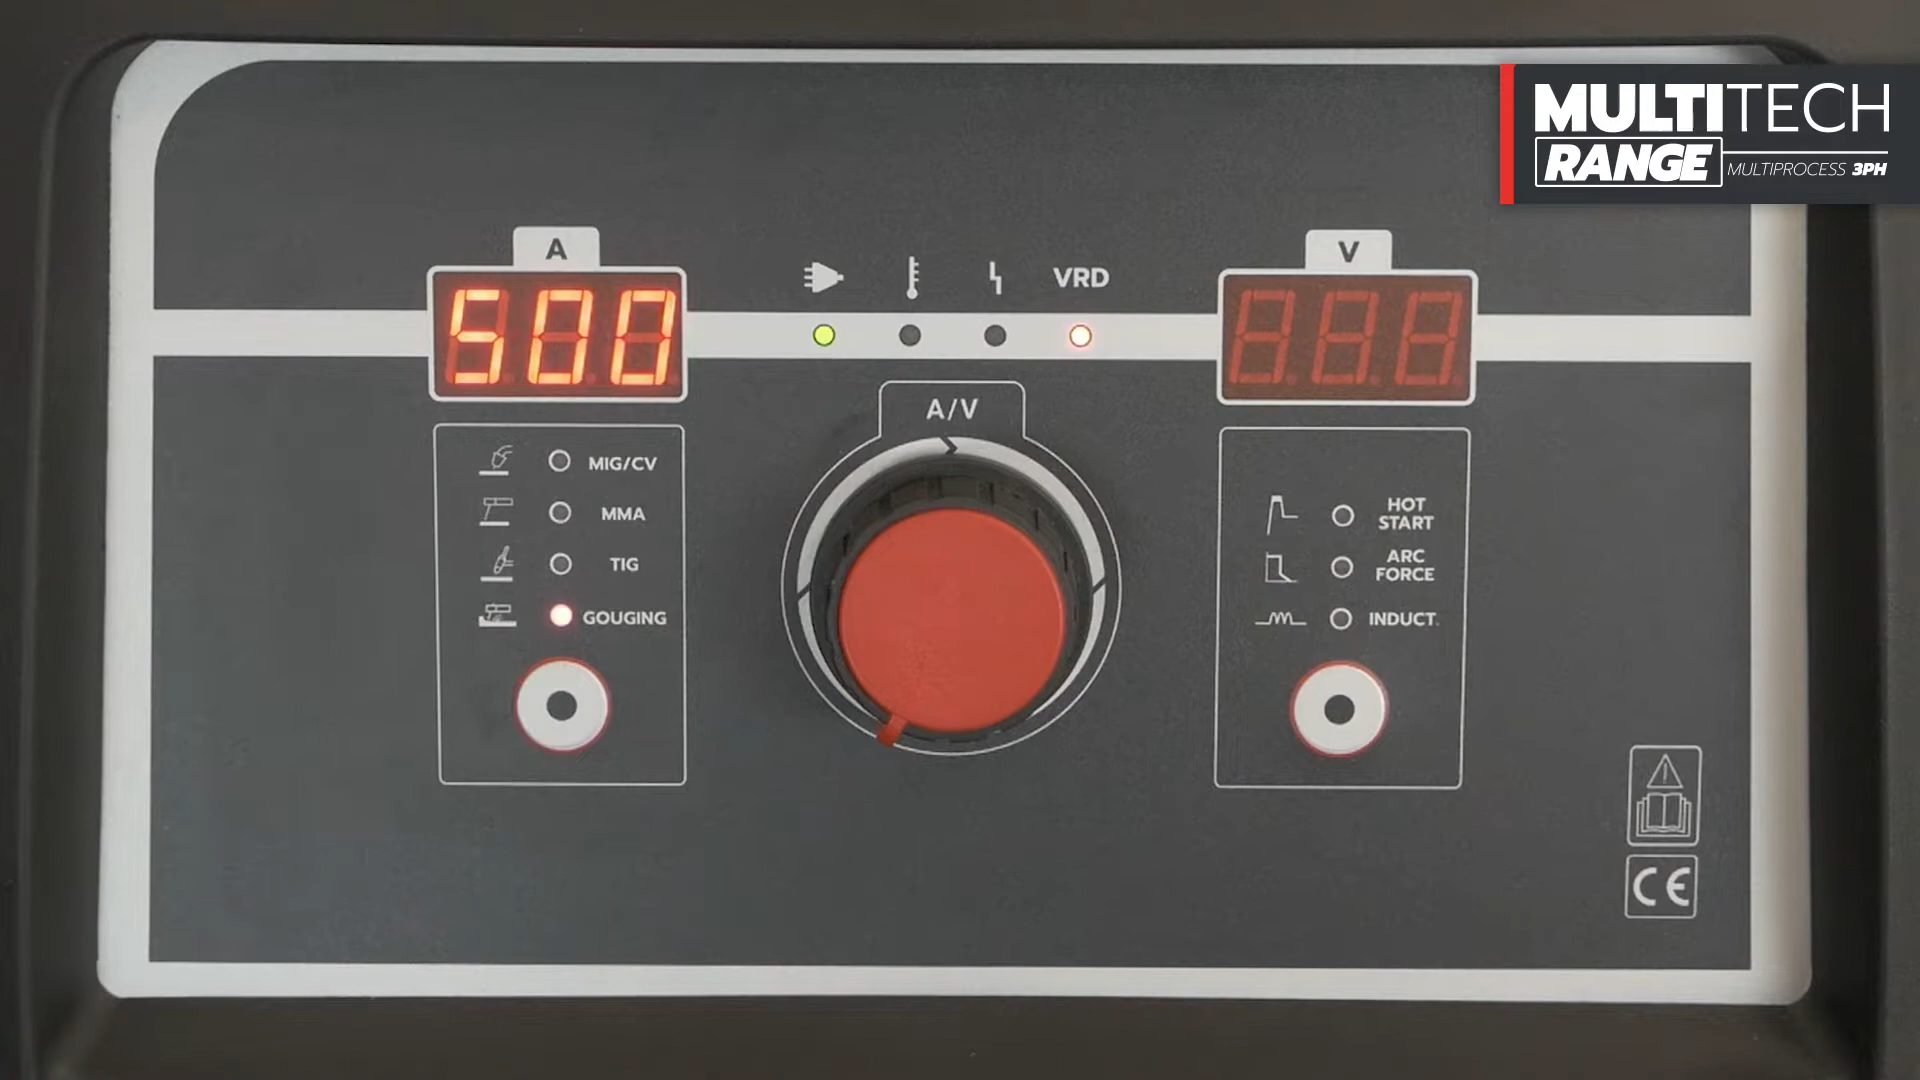 MULTITECH
RANGE MULTIPROCESS 3PH
A
V
VRD
500
A/V
MIG/CV
MMA
TIG
GOUGING
HOT
START
ARC
FORCE
INDUCT.
CE